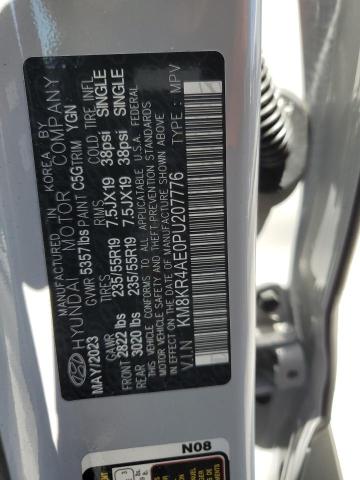 HYUNDAI MANUFACTURED IN KOREA BY
MOTOR COMPANY
MAY/2023 GVWR 5357lbs PAINT C5G TRIM YGN
TIRES RIMS COLD TIRE INFL
FRONT 2822 lbs 235/55R19 7.5JX19 38psi SINGLE
REAR 3020 lbs 235/55R19 7.5JX19 38psi SINGLE
THIS VEHICLE CONFORMS TO ALL APPLICABLE U.S.A. FEDERAL
MOTOR VEHICLE SAFETY, BUMPER, AND THEFT PREVENTION STANDARDS
IN EFFECT ON THE DATE OF MANUFACTURE SHOWN ABOVE.
V.I.N : KM8KR4AE0PU207776 TYPE : MPV
N08